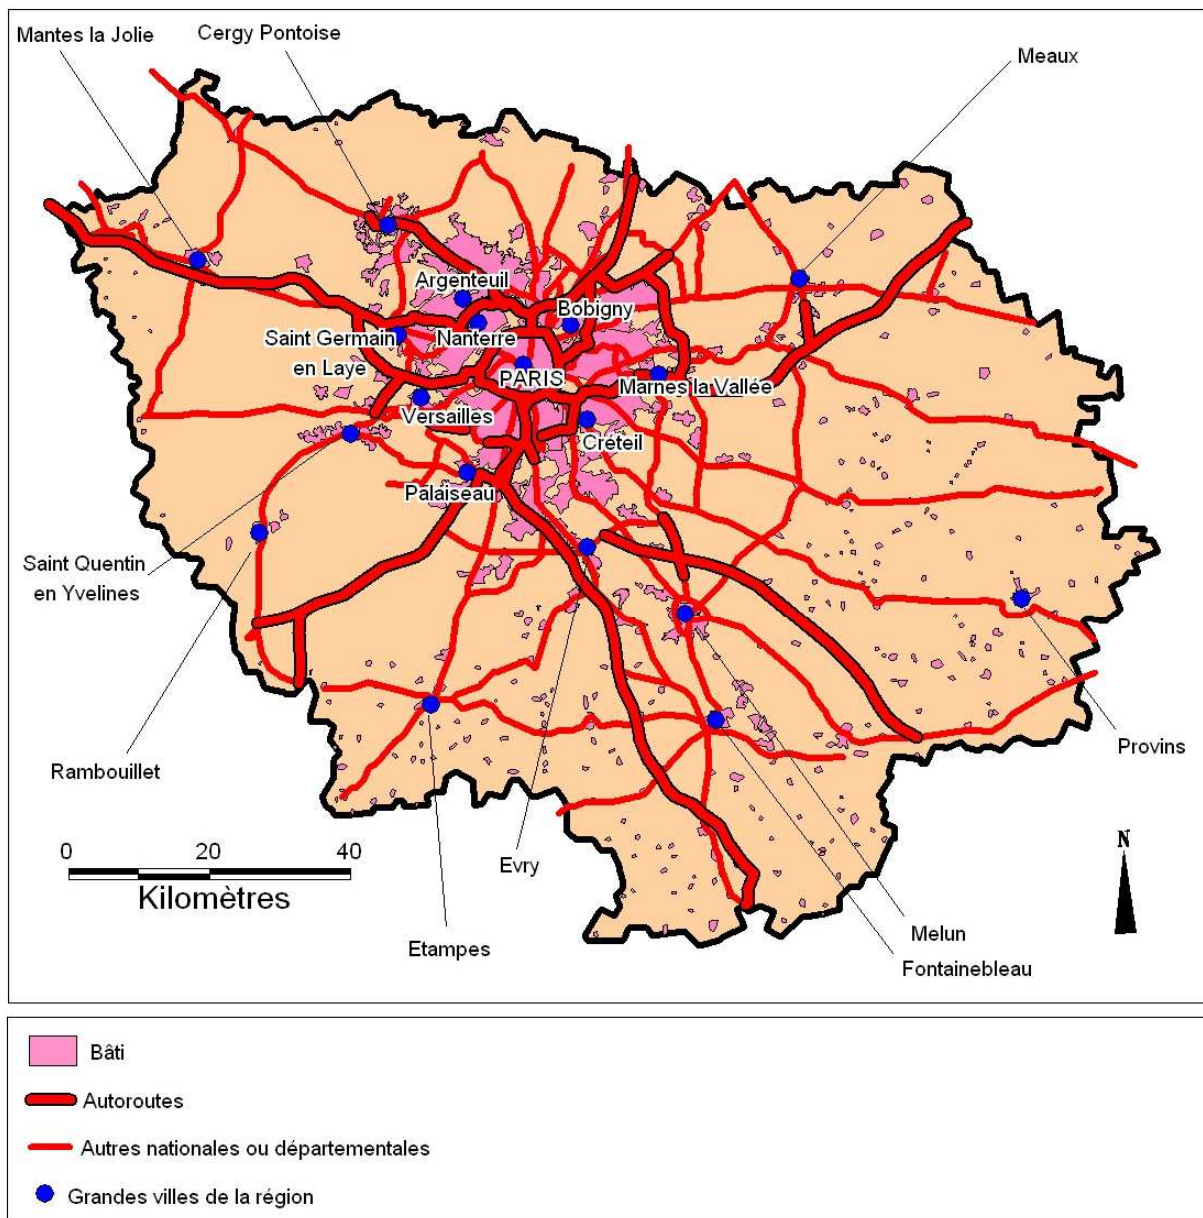 Mantes la Jolie
Cergy Pontoise
Meaux
Argenteuil
Bobigny
Saint Germain
en Laye
Nanterre
PARIS
Marnes la Vallée
Versailles
Créteil
Palaiseau
Saint Quentin
en Yvelines
Rambouillet
Provins
0 20 40
Kilomètres
Evry
N
Etampes
Melun
Fontainebleau
Bâti
Autoroutes
Autres nationales ou départementales
Grandes villes de la région